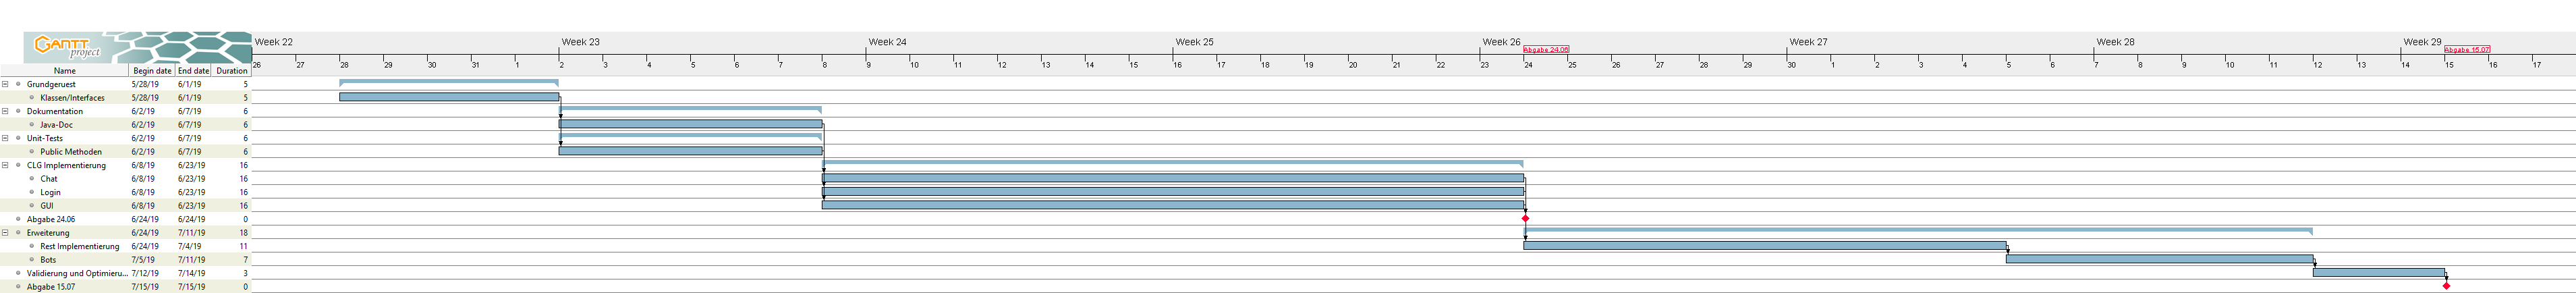 GANTT project
Week 22 Week 23 Week 24 Week 25 Week 26 Week 27 Week 28 Week 29
Abgabe 24.06 Abgabe 15.07
26 27 28 29 30 31 1 2 3 4 5 6 7 8 9 10 11 12 13 14 15 16 17 18 19 20 21 22 23 24 25 26 27 28 29 30 1 2 3 4 5 6 7 8 9 10 11 12 13 14 15 16 17
Name Begin date End date Duration
Grundgeruest 5/28/19 6/1/19 5
Klassen/Interfaces 5/28/19 6/1/19 5
Dokumentation 6/2/19 6/7/19 6
Java-Doc 6/2/19 6/7/19 6
Unit-Tests 6/2/19 6/7/19 6
Public Methoden 6/2/19 6/7/19 6
CLG Implementierung 6/8/19 6/23/19 16
Chat 6/8/19 6/23/19 16
Login 6/8/19 6/23/19 16
GUI 6/8/19 6/23/19 16
Abgabe 24.06 6/24/19 6/24/19 0
Erweiterung 6/24/19 7/11/19 18
Rest Implementierung 6/24/19 7/4/19 11
Bots 7/5/19 7/11/19 7
Validierung und Optimieru... 7/12/19 7/14/19 3
Abgabe 15.07 7/15/19 7/15/19 0